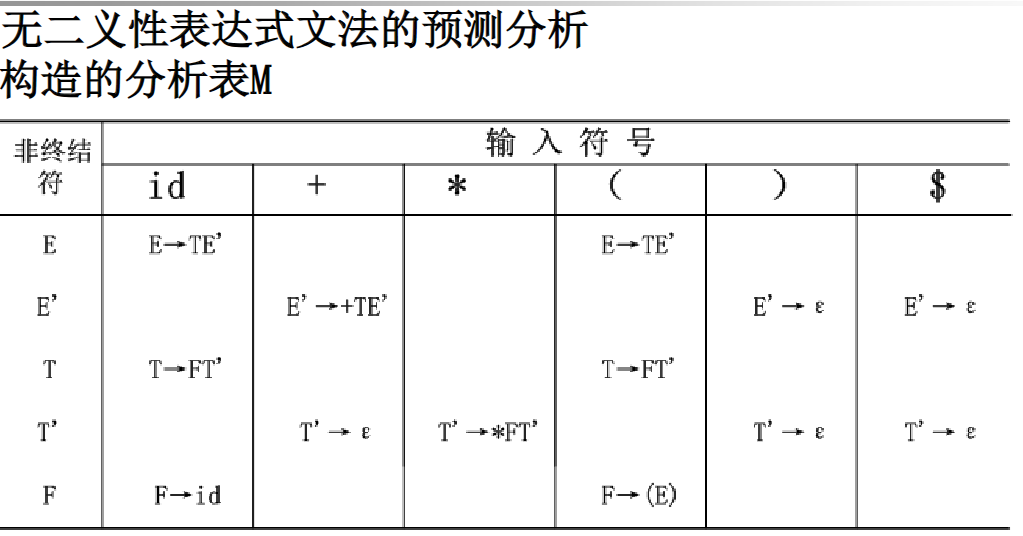 无二义性表达式文法的预测分析
构造的分析表M
非终结符 输 入 符 号
id + * ( ) $
E E→TE' E→TE'
E' E'→+TE' E'→ε E'→ε
T T→FT' T→FT'
T' T'→ε T'→*FT' T'→ε T'→ε
F F→id F→(E)